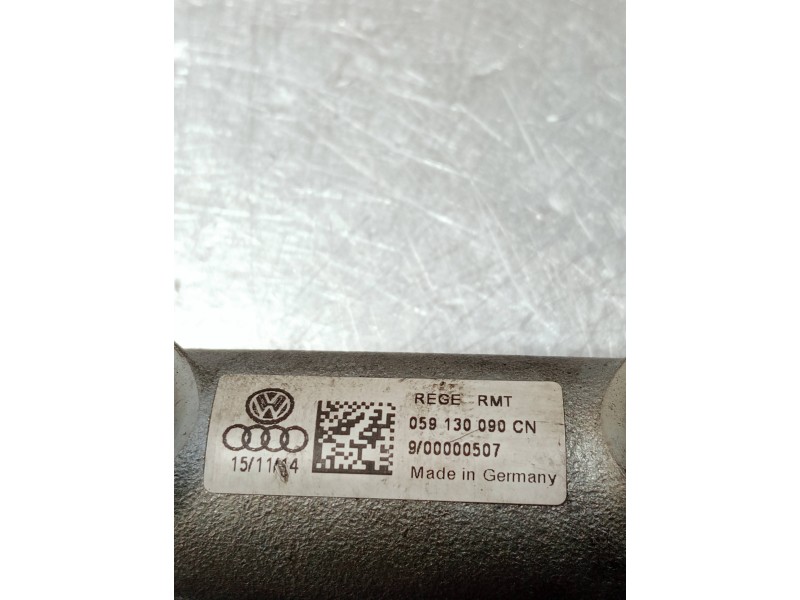 REGE RMT
059 130 090 CN
9/00000507
Made in Germany
15/11/14